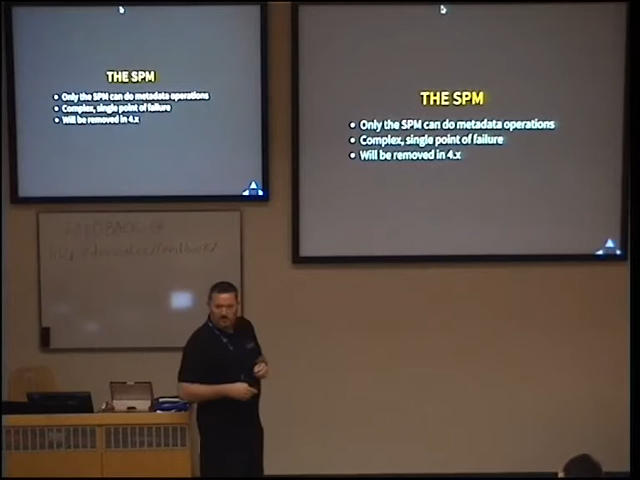 THE SPM
• Only the SPM can do metadata operations
• Complex, single point of failure
• Will be removed in 4.x
THE SPM
• Only the SPM can do metadata operations
• Complex, single point of failure
• Will be removed in 4.x
FEEDBACK @